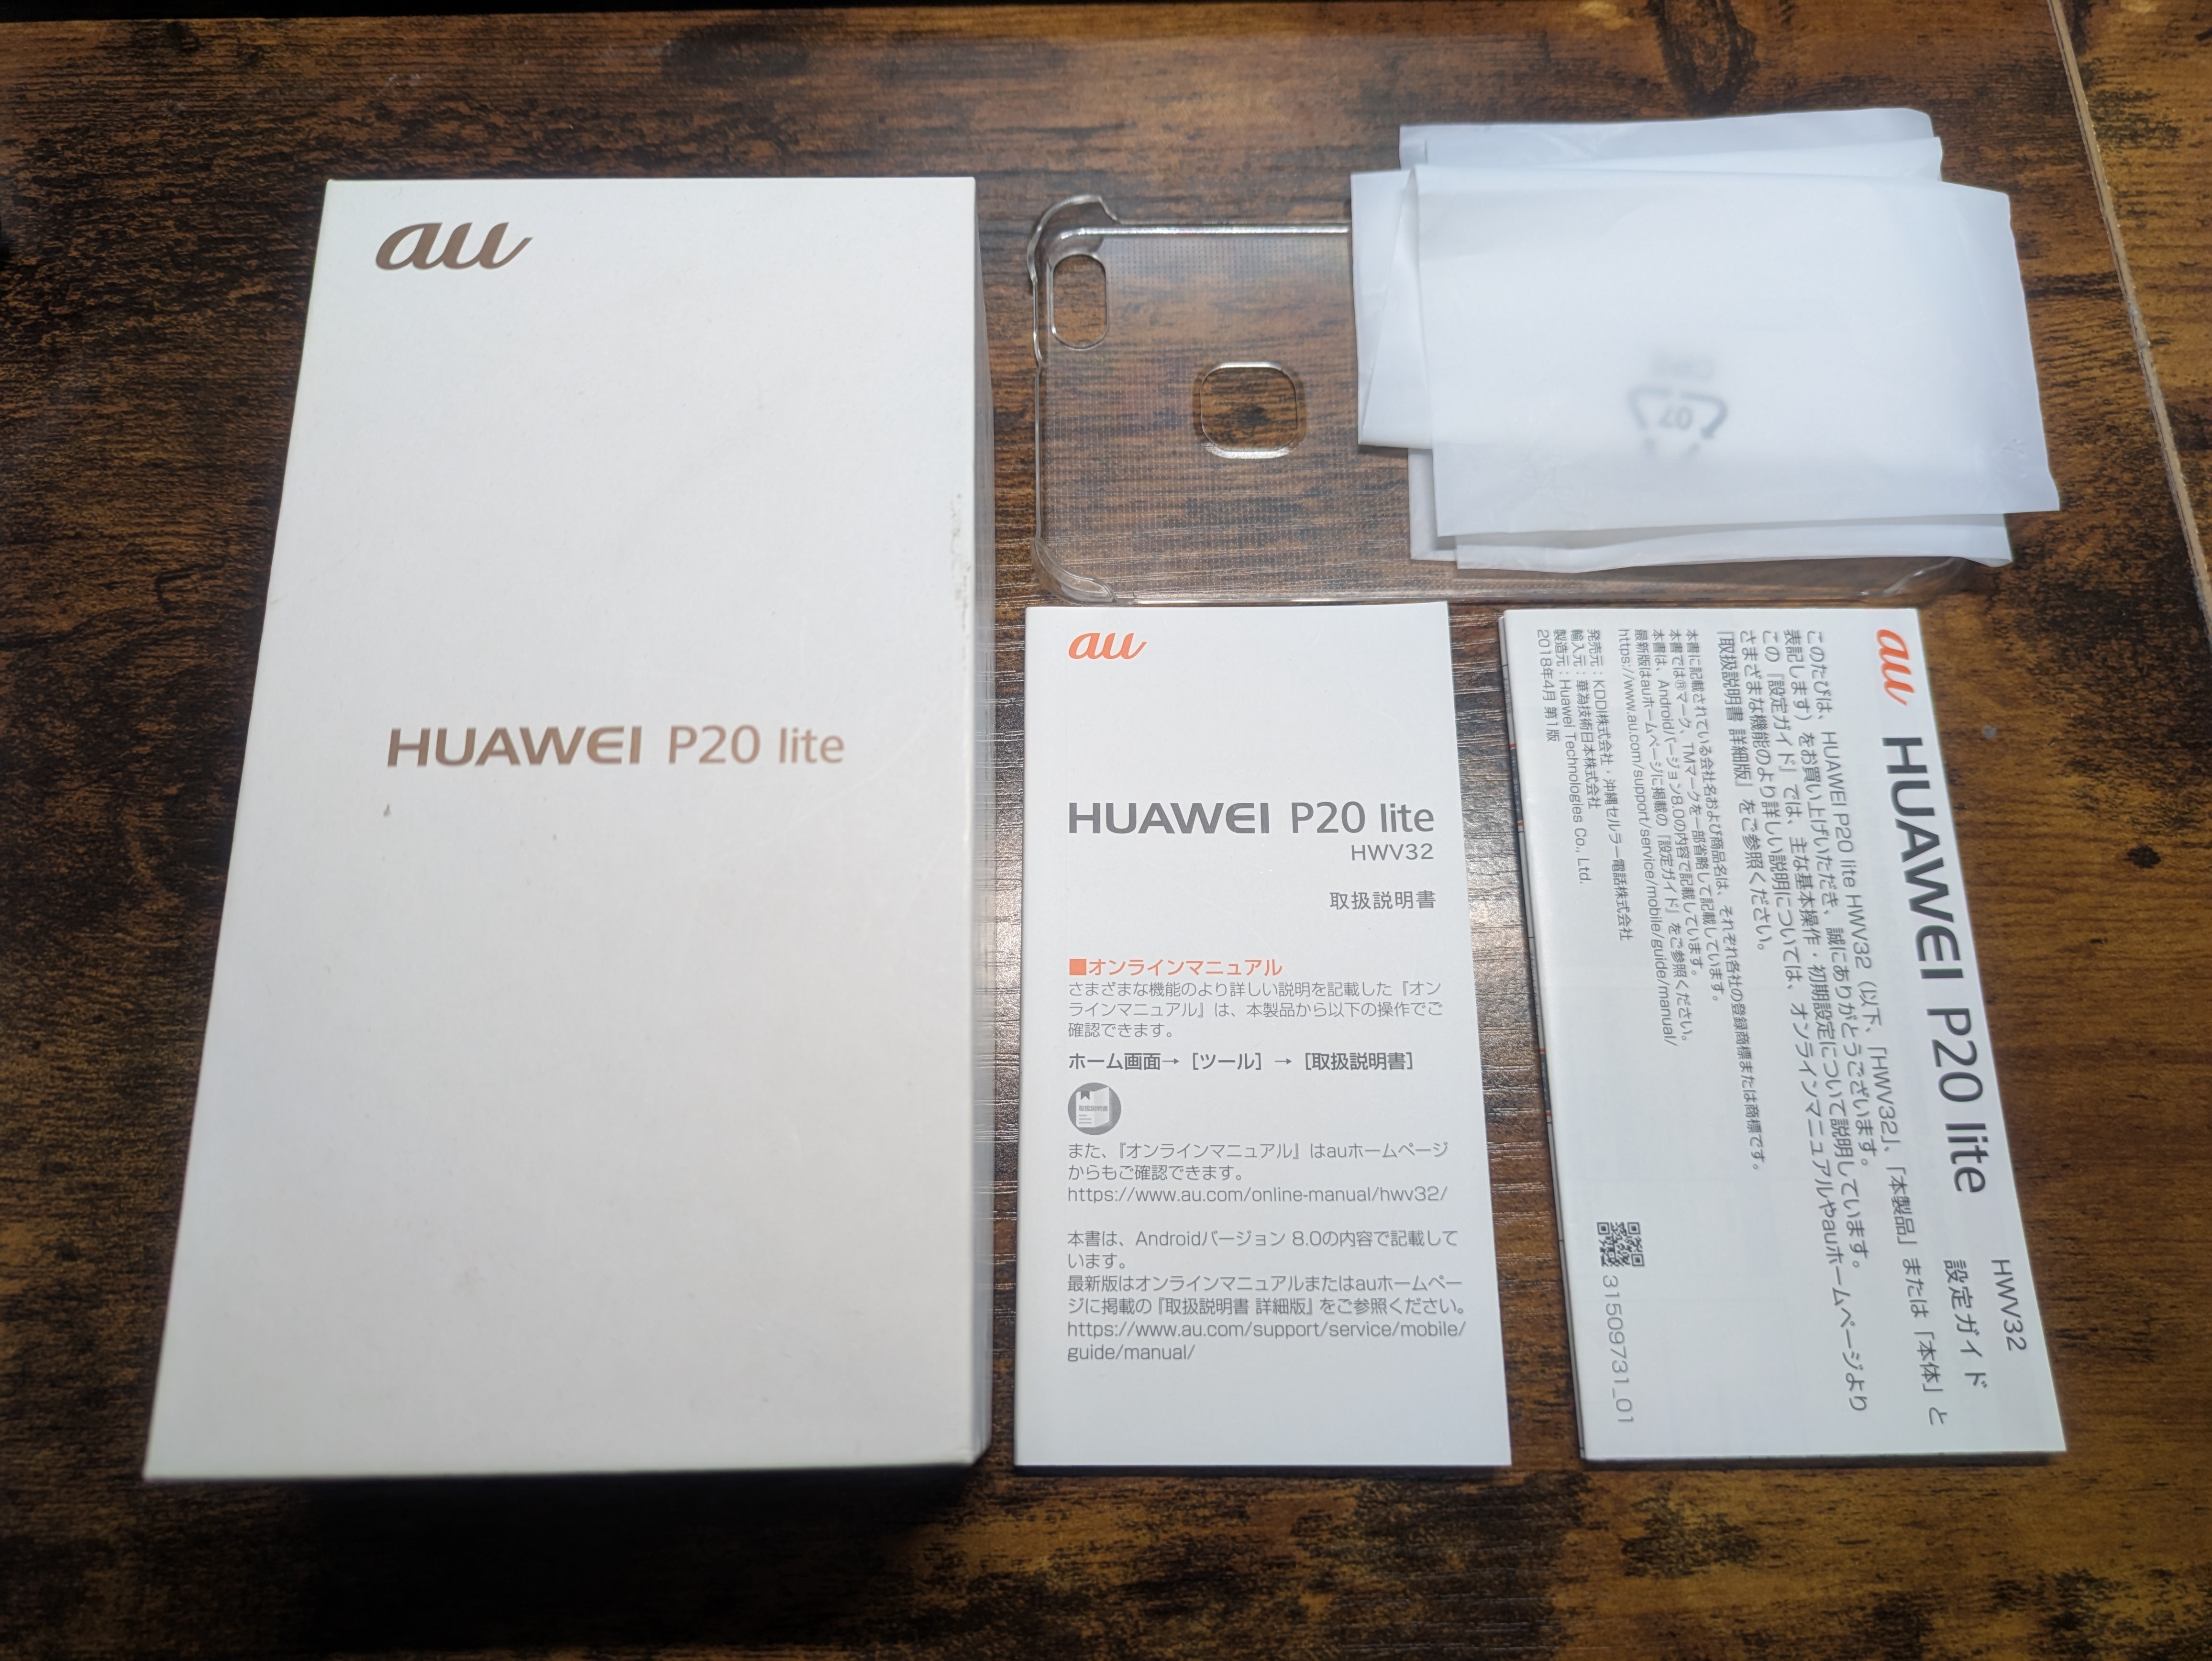 au
HUAWEI P20 lite
07
au
HUAWEI P20 lite
HWV32
取扱説明書
■オンラインマニュアル
さまざまな機能のより詳しい説明を記載した『オン
ラインマニュアル』は、本製品から以下の操作でご
確認できます。
ホーム画面→［ツール］→［取扱説明書］
取扱説明書
また、『オンラインマニュアル』はauホームページ
からもご確認できます。
https://www.au.com/online-manual/hwv32/
本書は、Androidバージョン 8.0の内容で記載して
います。
最新版はオンラインマニュアルまたはauホームペー
ジに掲載の『取扱説明書 詳細版』をご参照ください。
https://www.au.com/support/service/mobile/
guide/manual/
au HUAWEI P20 lite HWV32
設定ガイド
このたびは、HUAWEI P20 lite HWV32（以下、「HWV32」、「本製品」または「本体」と
表記します）をお買い上げいただき、誠にありがとうございます。
この『設定ガイド』では、主な基本操作・初期設定について説明しています。
さまざまな機能のより詳しい説明については、オンラインマニュアルやauホームページより
『取扱説明書 詳細版』をご参照ください。
本書に記載されている会社名および商品名は、それぞれ各社の登録商標または商標です。
本書では®マーク、TMマークを一部省略して記載しています。
本書は、Androidバージョン8.0の内容で記載しています。
最新版はauホームページに掲載の『設定ガイド』をご参照ください。
https://www.au.com/support/service/mobile/guide/manual/
発売元：KDDI株式会社・沖縄セルラー電話株式会社
輸入元：華為技術日本株式会社
製造元：Huawei Technologies Co., Ltd.
2018年4月 第1版
31509731_01